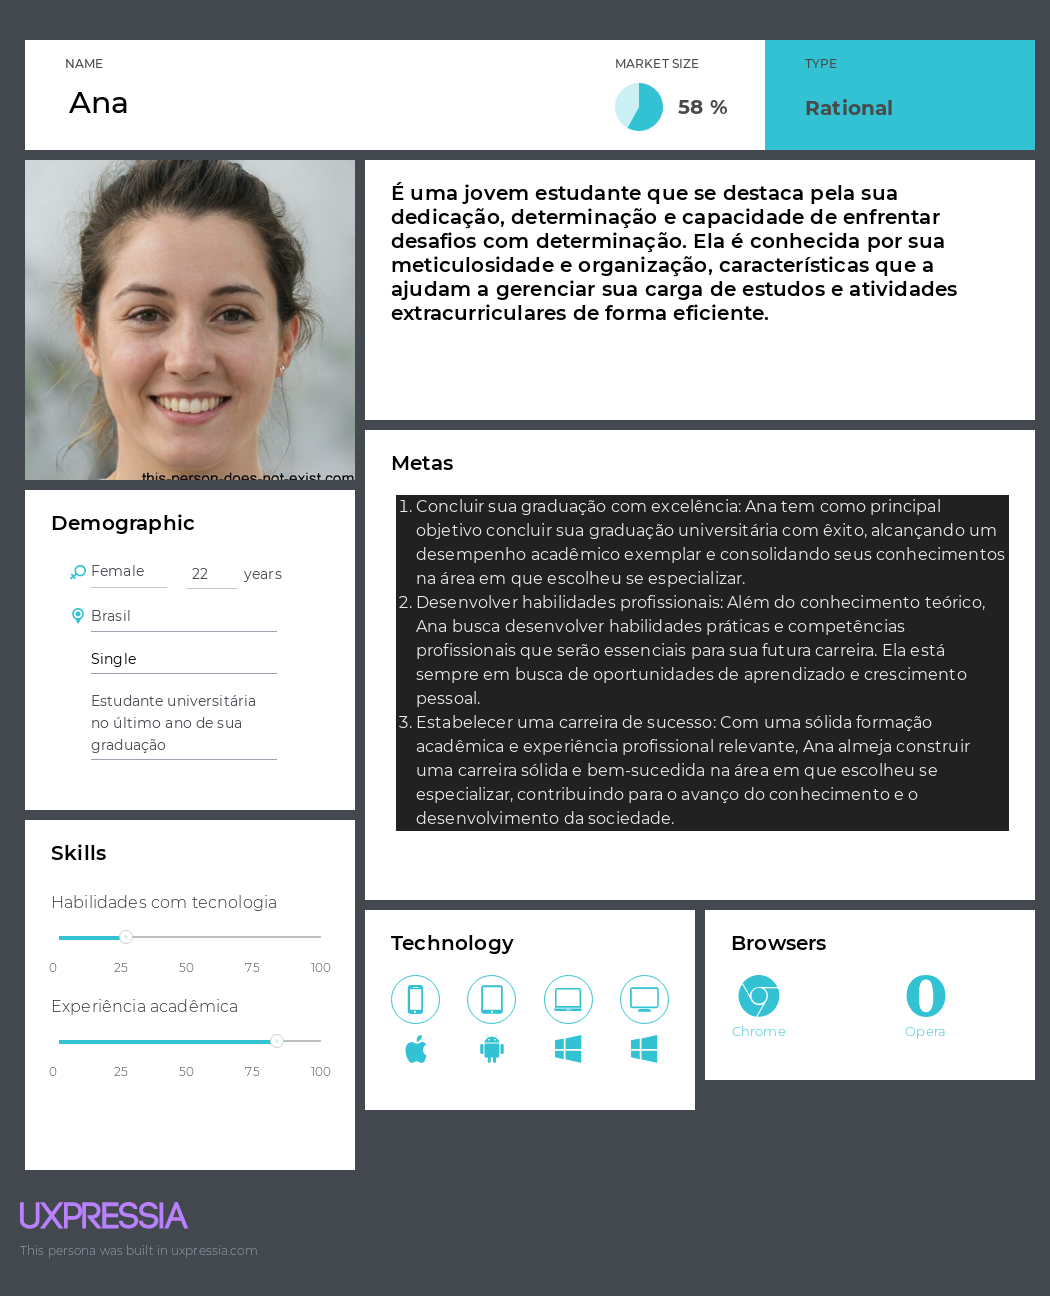 NAME
Ana
MARKET SIZE
58 %
TYPE
Rational
this-person-does-not-exist.com
É uma jovem estudante que se destaca pela sua
dedicação, determinação e capacidade de enfrentar
desafios com determinação. Ela é conhecida por sua
meticulosidade e organização, características que a
ajudam a gerenciar sua carga de estudos e atividades
extracurriculares de forma eficiente.
Demographic
Female 22 years
Brasil
Single
Estudante universitária
no último ano de sua
graduação
Metas
1. Concluir sua graduação com excelência: Ana tem como principal
objetivo concluir sua graduação universitária com êxito, alcançando um
desempenho acadêmico exemplar e consolidando seus conhecimentos
na área em que escolheu se especializar.
2. Desenvolver habilidades profissionais: Além do conhecimento teórico,
Ana busca desenvolver habilidades práticas e competências
profissionais que serão essenciais para sua futura carreira. Ela está
sempre em busca de oportunidades de aprendizado e crescimento
pessoal.
3. Estabelecer uma carreira de sucesso: Com uma sólida formação
acadêmica e experiência profissional relevante, Ana almeja construir
uma carreira sólida e bem-sucedida na área em que escolheu se
especializar, contribuindo para o avanço do conhecimento e o
desenvolvimento da sociedade.
Skills
Habilidades com tecnologia
0 25 50 75 100
Experiência acadêmica
0 25 50 75 100
Technology
Browsers
Chrome
Opera
UXPRESSIA
This persona was built in uxpressia.com